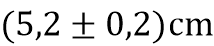 (5,2 ± 0,2)cm